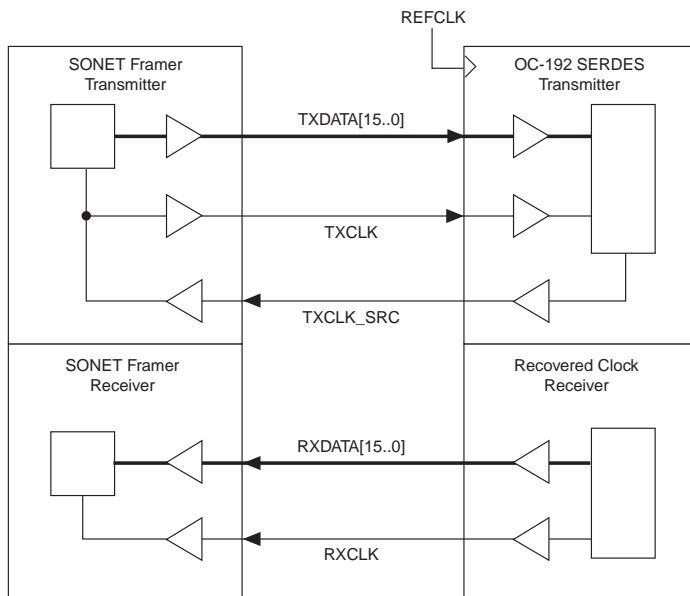 REFCLK
SONET Framer
Transmitter
OC-192 SERDES
Transmitter
TXDATA[15..0]
TXCLK
TXCLK_SRC
SONET Framer
Receiver
Recovered Clock
Receiver
RXDATA[15..0]
RXCLK